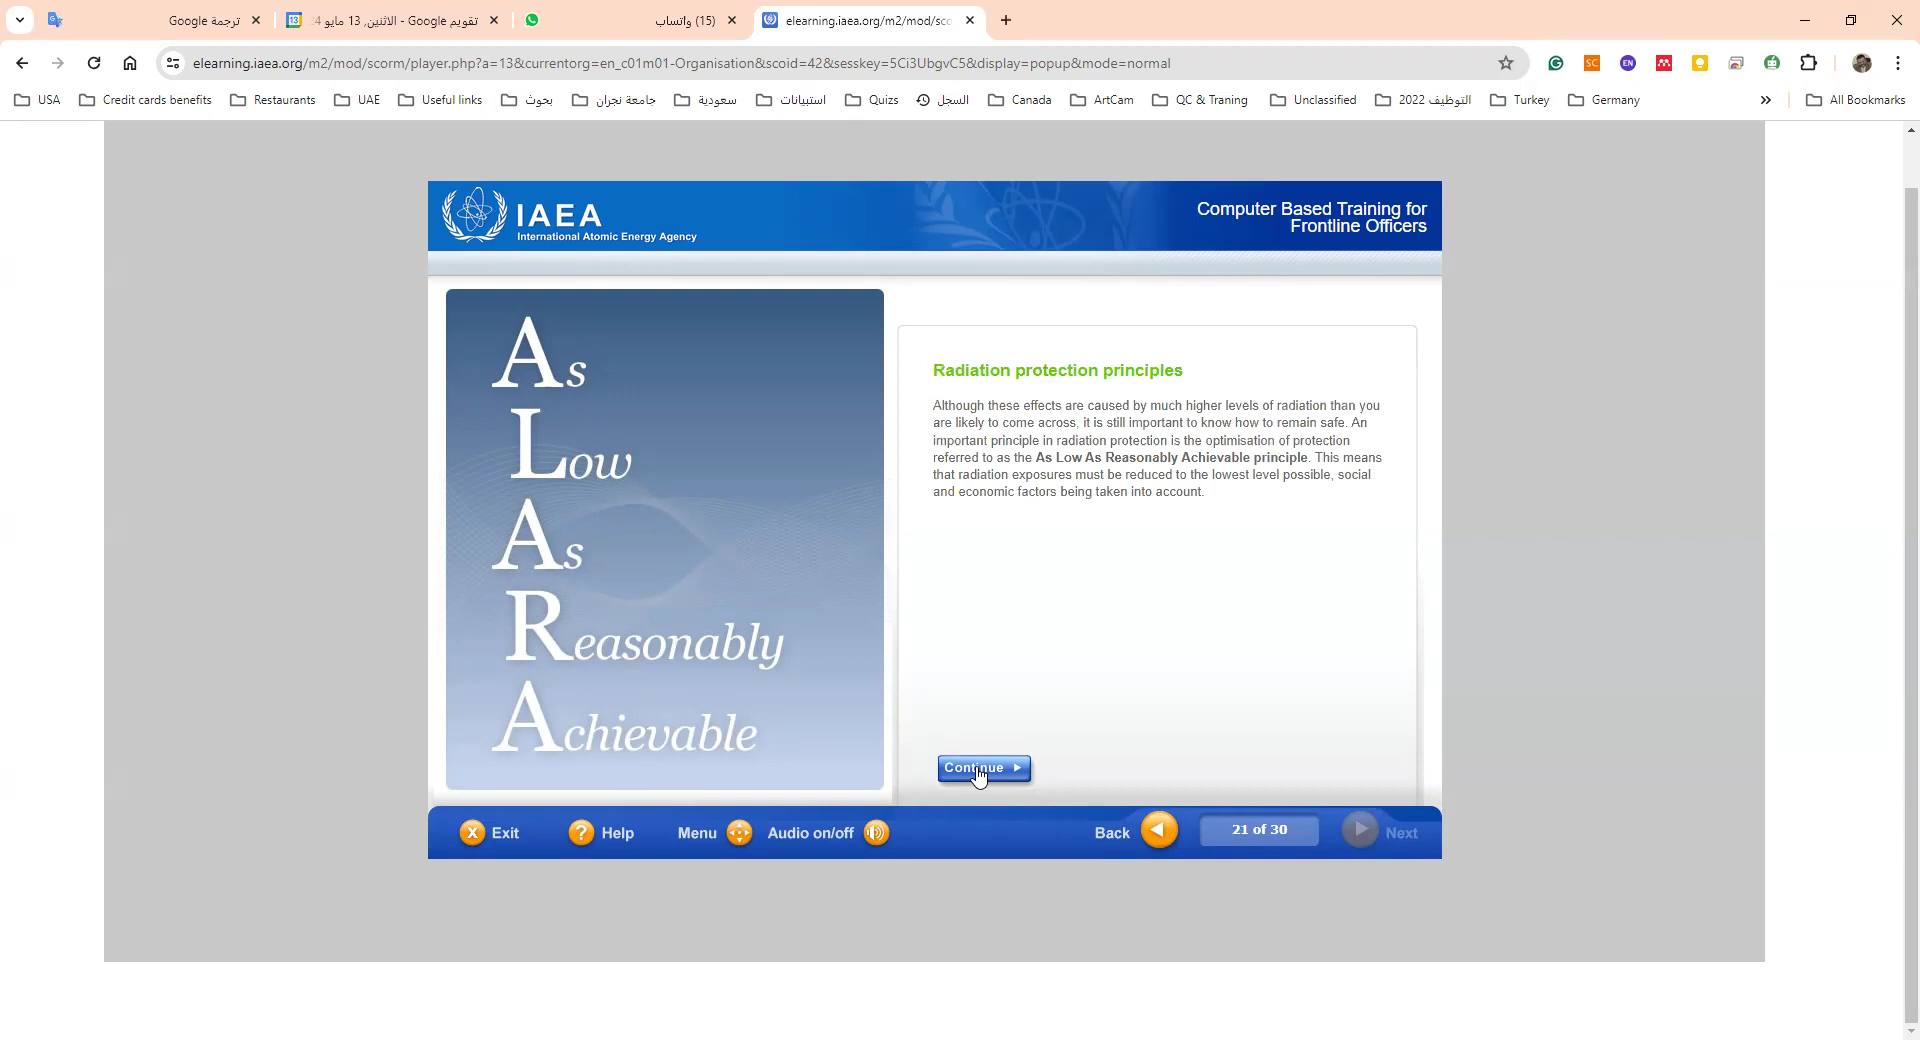 ترجمة Google
تقويم Google - الاثنين, 13 مايو 24
(15) واتساب
elearning.iaea.org/m2/mod/sco
elearning.iaea.org/m2/mod/scorm/player.php?a=13&currentorg=en_c01m01-Organisation&scoid=42&sesskey=5Ci3UbgvC5&display=popup&mode=normal
USA
Credit cards benefits
Restaurants
UAE
Useful links
بحوث
جامعة نجران
سعودية
استبيانات
Quizs
السجل
Canada
ArtCam
QC & Traning
Unclassified
التوظيف 2022
Turkey
Germany
All Bookmarks
IAEA
International Atomic Energy Agency
Computer Based Training for
Frontline Officers
As
Low
As
Reasonably
Achievable
Radiation protection principles
Although these effects are caused by much higher levels of radiation than you
are likely to come across, it is still important to know how to remain safe. An
important principle in radiation protection is the optimisation of protection
referred to as the As Low As Reasonably Achievable principle. This means
that radiation exposures must be reduced to the lowest level possible, social
and economic factors being taken into account.
Continue
Exit
Help
Menu
Audio on/off
Back
21 of 30
Next